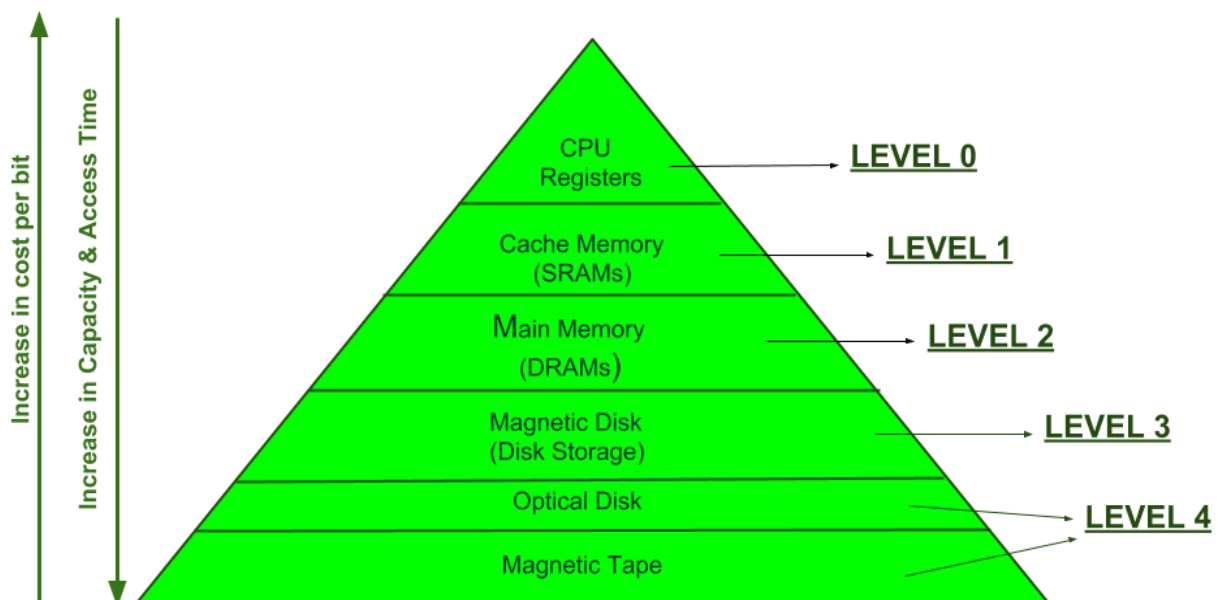 Increase in cost per bit
Increase in Capacity & Access Time
CPU
Registers
LEVEL 0
Cache Memory
(SRAMs)
LEVEL 1
Main Memory
(DRAMs)
LEVEL 2
Magnetic Disk
(Disk Storage)
LEVEL 3
Optical Disk
LEVEL 4
Magnetic Tape